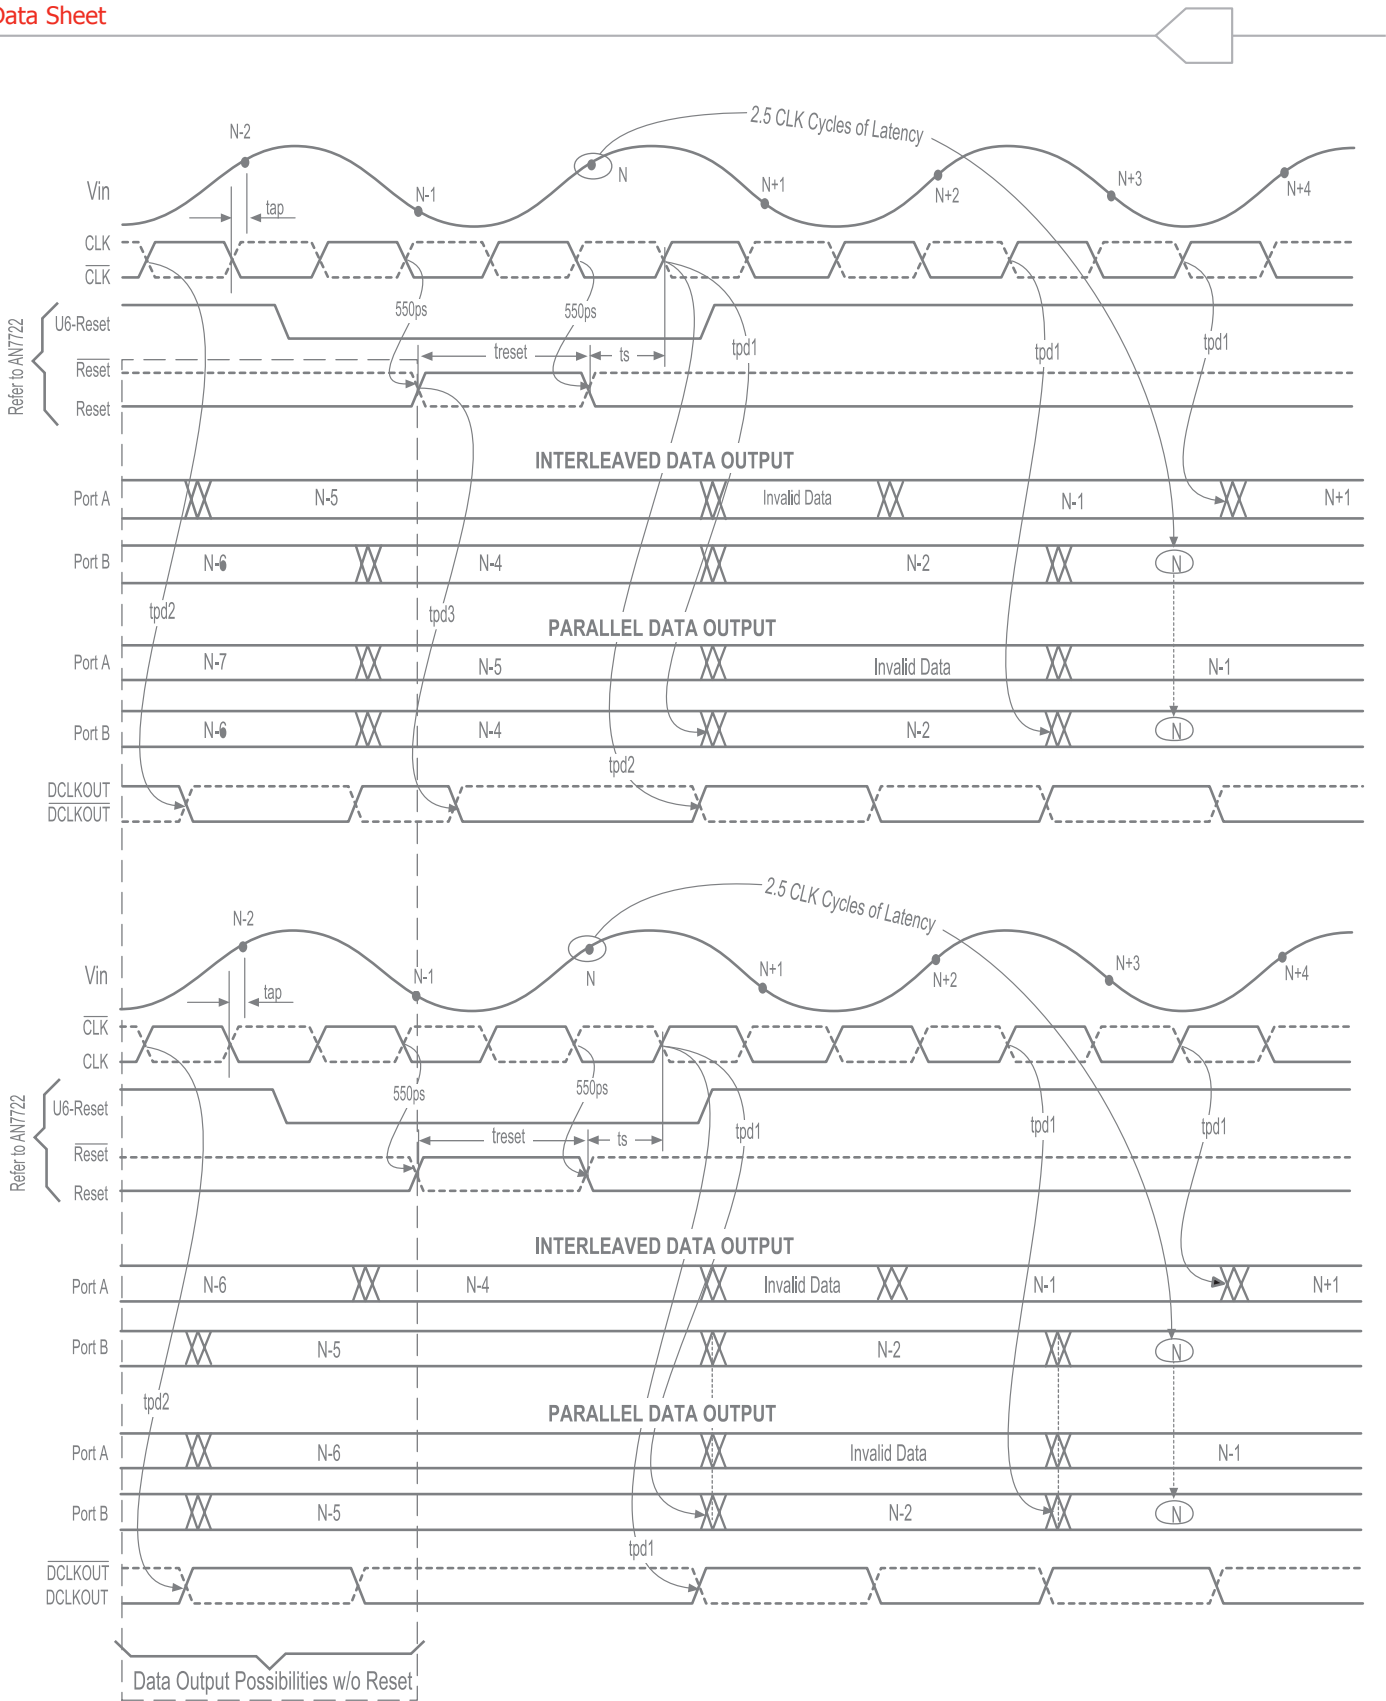 Data Sheet
2.5 CLK Cycles of Latency
N-2
N
N-1
N+1
N+2
N+3
N+4
Vin
tap
CLK
CLK
Refer to AN7722
550ps
550ps
U6-Reset
treset
ts
tpd1
tpd1
tpd1
Reset
Reset
INTERLEAVED DATA OUTPUT
Port A
N-5
Invalid Data
N-1
N+1
Port B
N-6
N-4
N-2
N
tpd2
tpd3
PARALLEL DATA OUTPUT
Port A
N-7
N-5
Invalid Data
N-1
Port B
N-6
N-4
N-2
N
tpd2
DCLKOUT
DCLKOUT
2.5 CLK Cycles of Latency
N-2
N-1
N
N+1
N+2
N+3
N+4
Vin
tap
CLK
CLK
Refer to AN7722
550ps
550ps
U6-Reset
treset
ts
tpd1
tpd1
tpd1
Reset
Reset
INTERLEAVED DATA OUTPUT
Port A
N-6
N-4
Invalid Data
N-1
N+1
Port B
N-5
N-2
N
tpd2
PARALLEL DATA OUTPUT
Port A
N-6
Invalid Data
N-1
Port B
N-5
N-2
N
tpd1
DCLKOUT
DCLKOUT
Data Output Possibilities w/o Reset